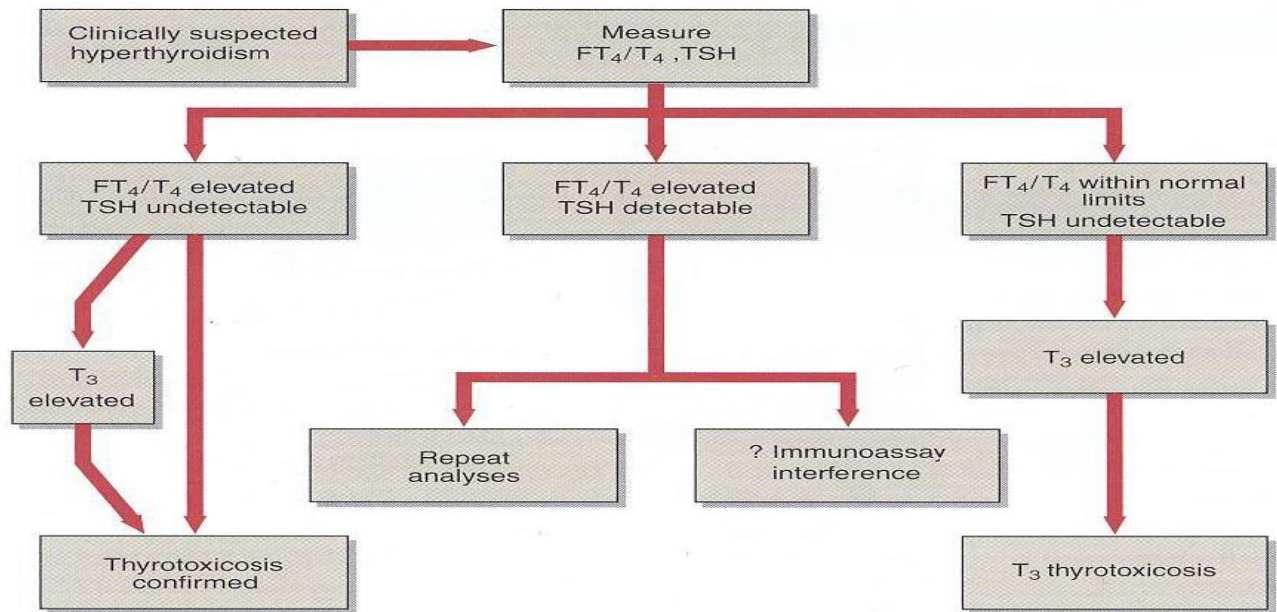 Clinically suspected
hyperthyroidism
Measure
FT₄/T₄ ,TSH
FT₄/T₄ elevated
TSH undetectable
FT₄/T₄ elevated
TSH detectable
FT₄/T₄ within normal
limits
TSH undetectable
T₃
elevated
T₃ elevated
Repeat
analyses
? Immunoassay
interference
Thyrotoxicosis
confirmed
T₃ thyrotoxicosis